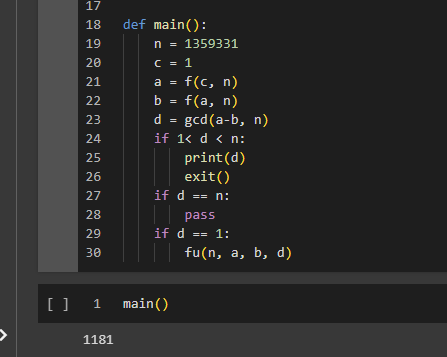 17
18 def main():
19 n = 1359331
20 c = 1
21 a = f(c, n)
22 b = f(a, n)
23 d = gcd(a-b, n)
24 if 1< d < n:
25 print(d)
26 exit()
27 if d == n:
28 pass
29 if d == 1:
30 fu(n, a, b, d)
[ ] 1 main()
1181